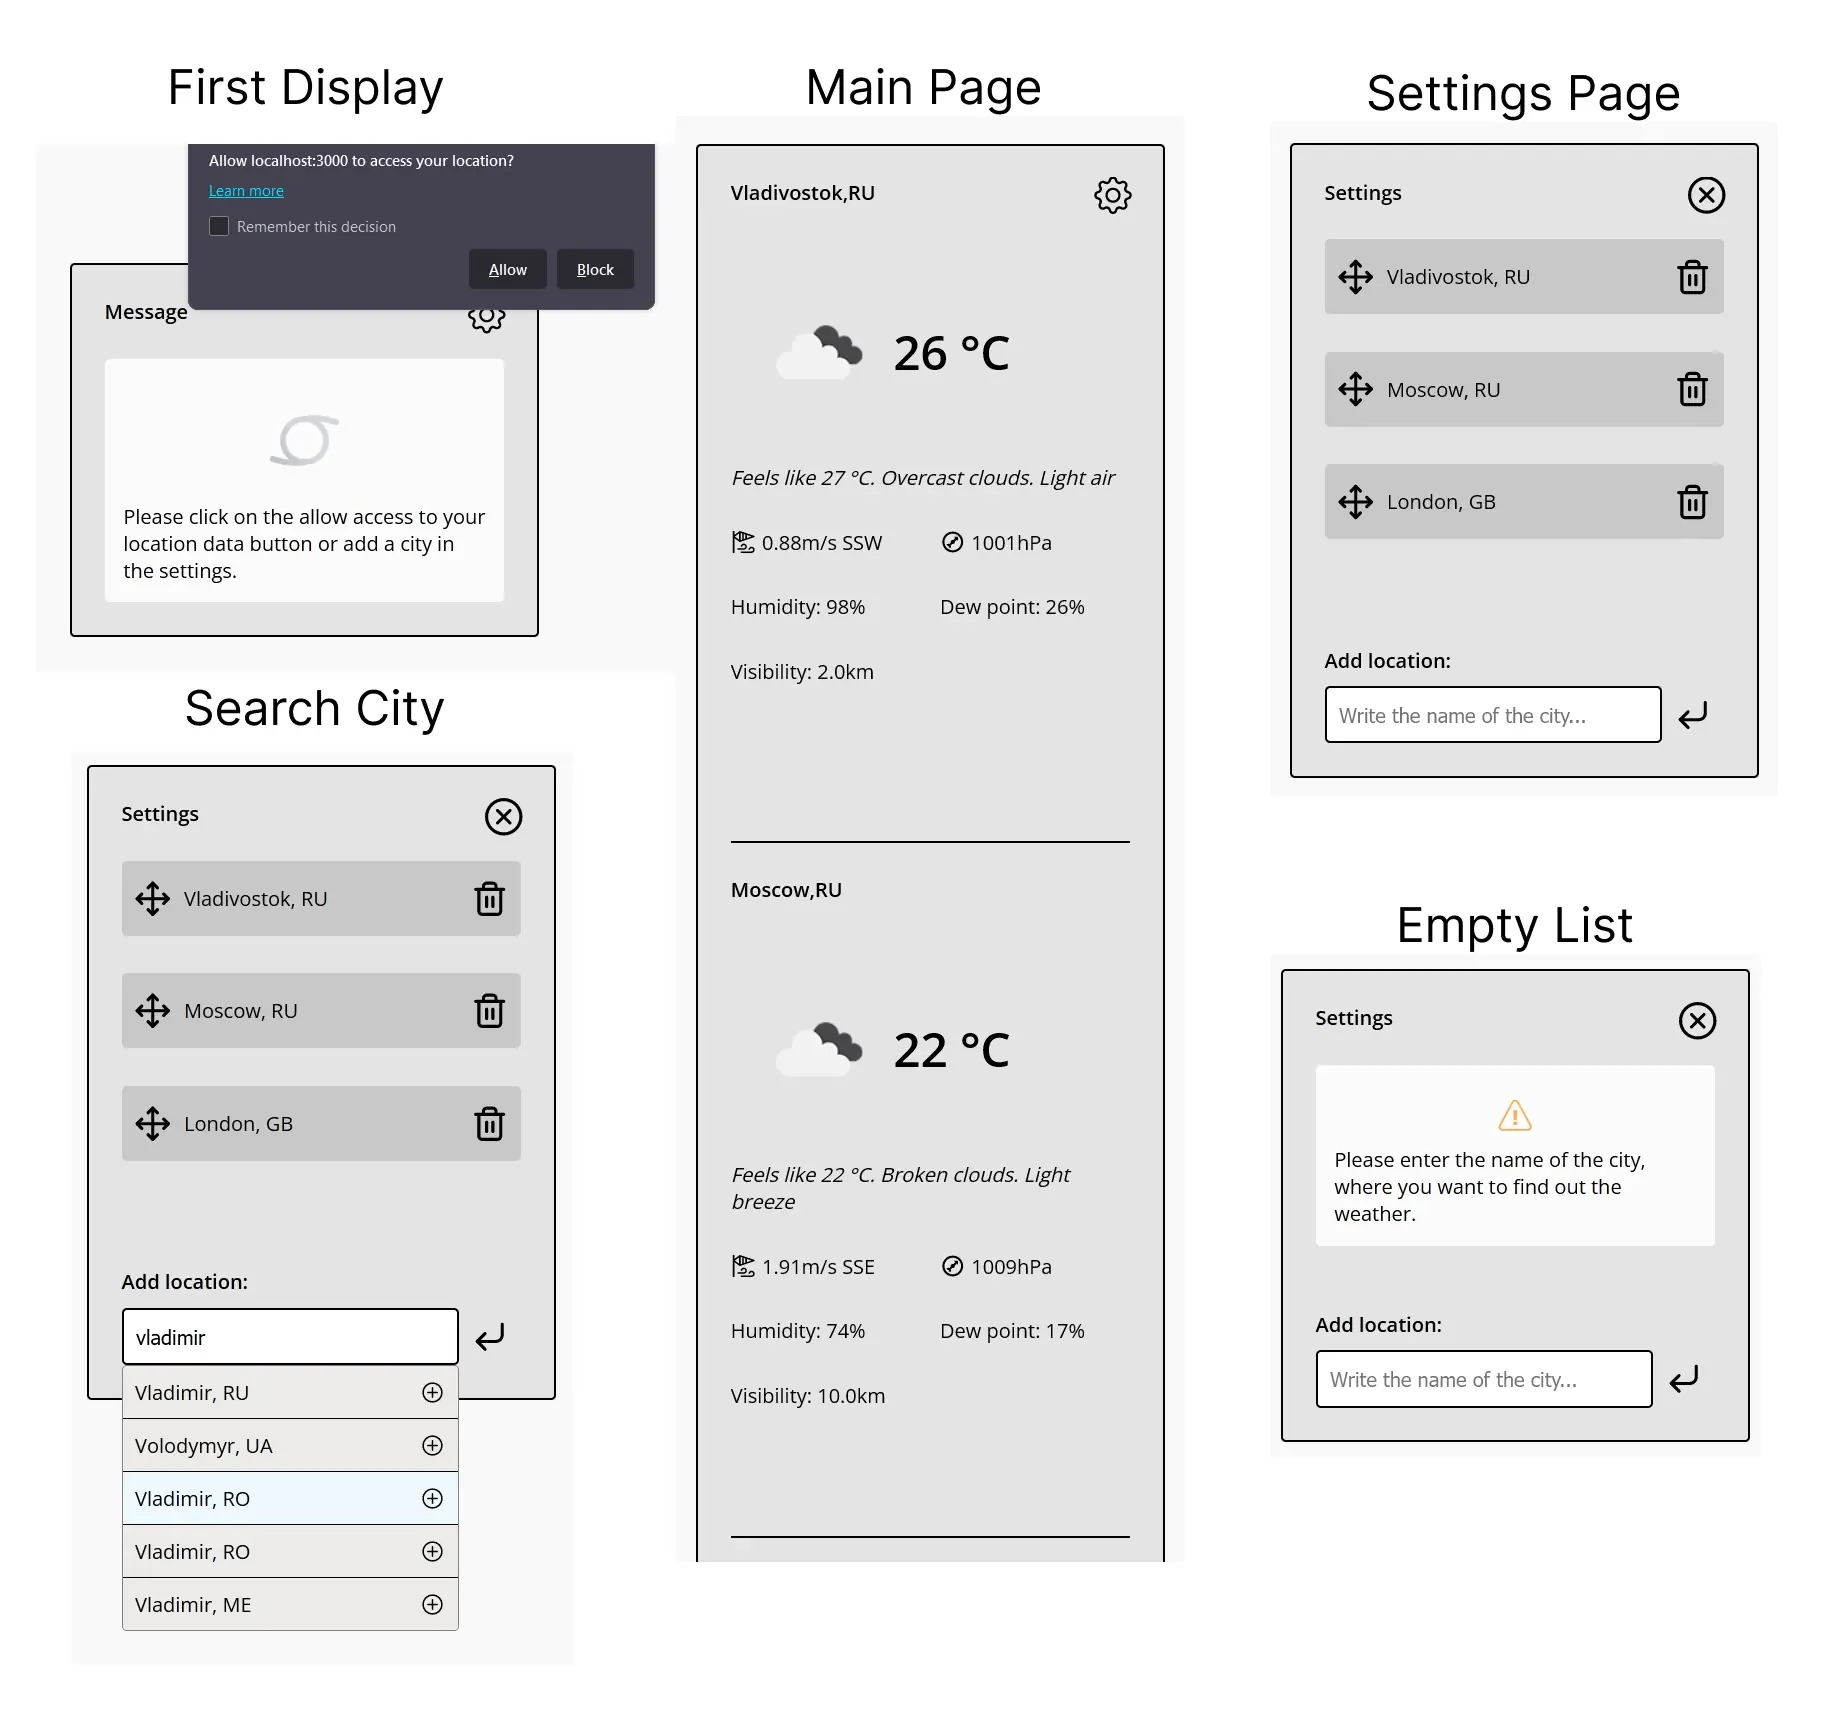 First Display
Allow localhost:3000 to access your location?
Learn more
Remember this decision
Allow
Block
Message
Please click on the allow access to your
location data button or add a city in
the settings.
Search City
Settings
Vladivostok, RU
Moscow, RU
London, GB
Add location:
vladimir
Vladimir, RU
Volodymyr, UA
Vladimir, RO
Vladimir, RO
Vladimir, ME
Main Page
Vladivostok,RU
26 °C
Feels like 27 °C. Overcast clouds. Light air
0.88m/s SSW
1001hPa
Humidity: 98%
Dew point: 26%
Visibility: 2.0km
Moscow,RU
22 °C
Feels like 22 °C. Broken clouds. Light
breeze
1.91m/s SSE
1009hPa
Humidity: 74%
Dew point: 17%
Visibility: 10.0km
Settings Page
Settings
Vladivostok, RU
Moscow, RU
London, GB
Add location:
Write the name of the city...
Empty List
Settings
Please enter the name of the city,
where you want to find out the
weather.
Add location:
Write the name of the city...